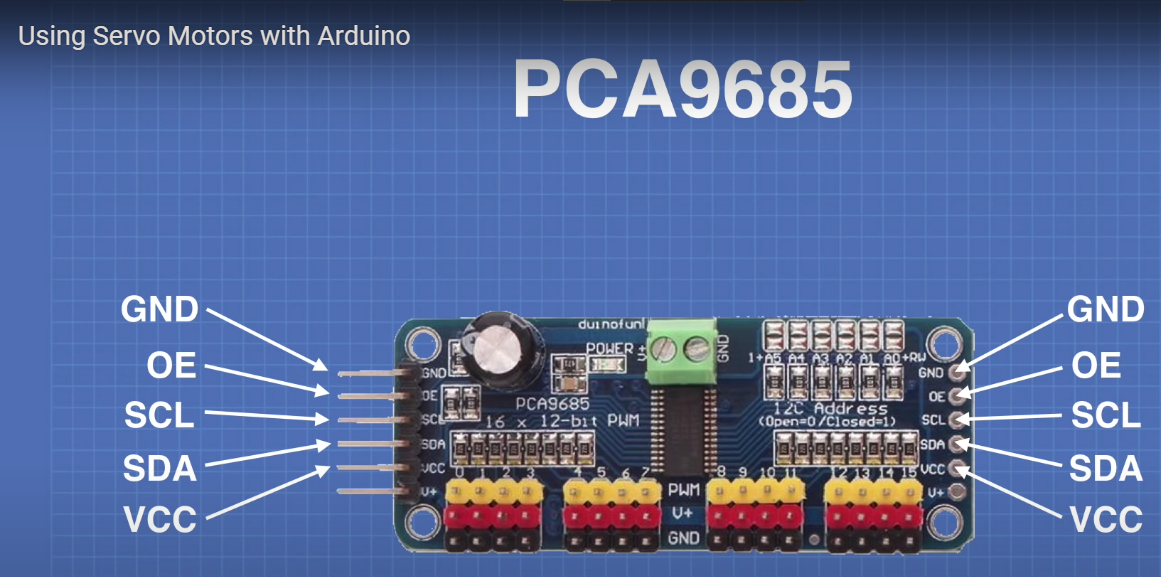 Using Servo Motors with Arduino
PCA9685
GND
OE
SCL
SDA
VCC
GND
OE
SCL
SDA
VCC
POWER
GND
1+A5 A4 A3 A2 A1 A0+RW
GND
OE
SCL
SDA
VCC
V+
PCA9685
16 x 12-bit PWM
I2C Address
(Open=0/Closed=1)
GND
OE
SCL
SDA
VCC
V+
0 1 2 3 4 5 6 7
8 9 10 11 12 13 14 15
PWM
V+
GND